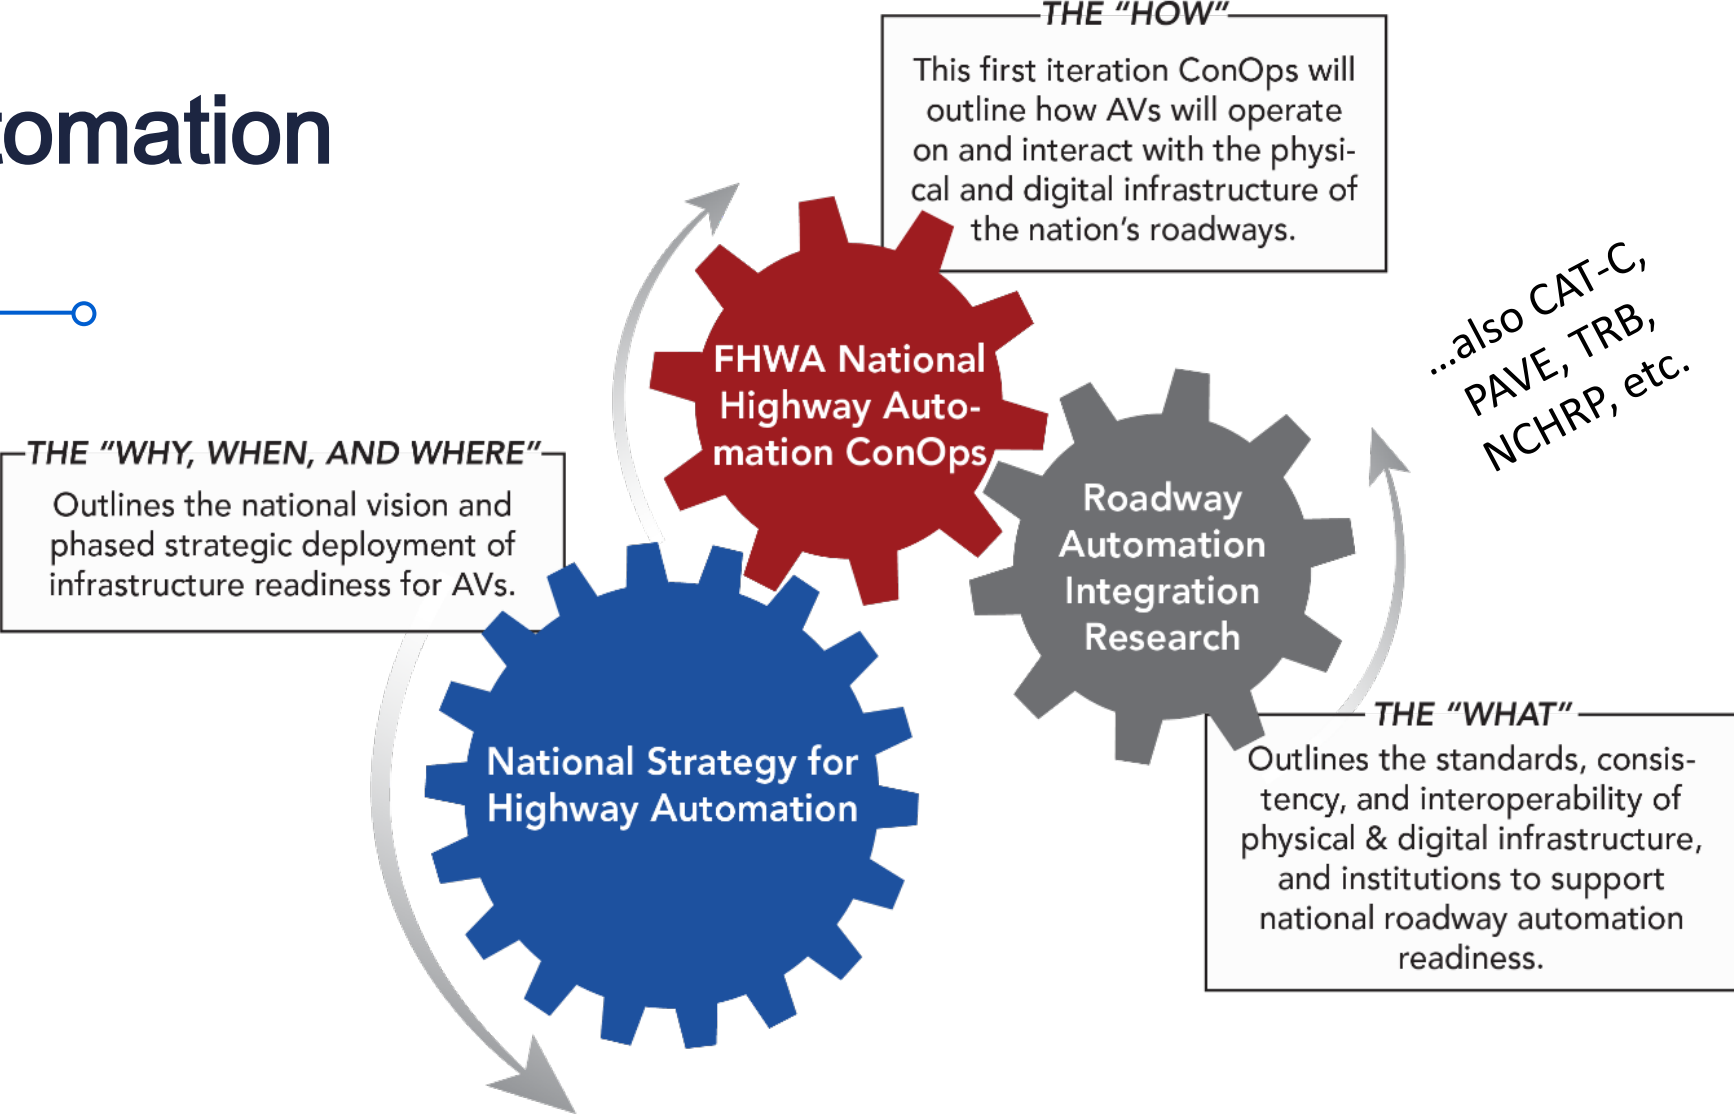 tomation
THE “HOW”
This first iteration ConOps will
outline how AVs will operate
on and interact with the physi-
cal and digital infrastructure of
the nation’s roadways.
...also CAT-C,
PAVE, TRB,
NCHRP, etc.
FHWA National
Highway Auto-
mation ConOps
THE “WHY, WHEN, AND WHERE”
Outlines the national vision and
phased strategic deployment of
infrastructure readiness for AVs.
Roadway
Automation
Integration
Research
National Strategy for
Highway Automation
THE “WHAT”
Outlines the standards, consis-
tency, and interoperability of
physical & digital infrastructure,
and institutions to support
national roadway automation
readiness.